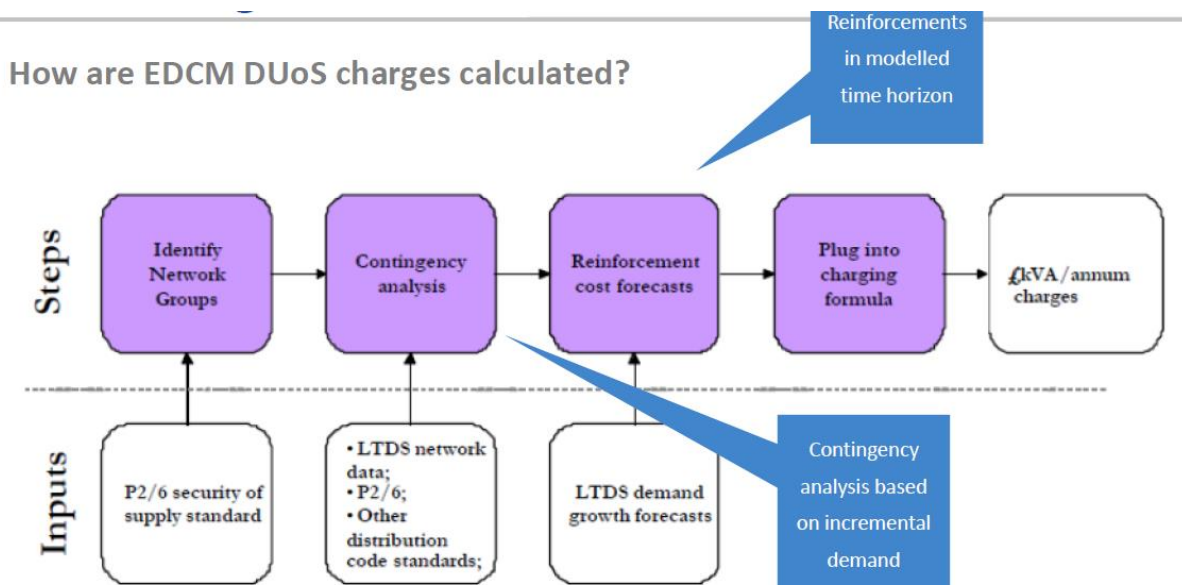 Reinforcements
in modelled
time horizon
How are EDCM DUoS charges calculated?
Steps
Identify
Network
Groups
Contingency
analysis
Reinforcement
cost forecasts
Plug into
charging
formula
£kVA/annum
charges
Inputs
P2/6 security of
supply standard
• LTDS network
data;
• P2/6;
• Other
distribution
code standards;
LTDS demand
growth forecasts
Contingency
analysis based
on incremental
demand